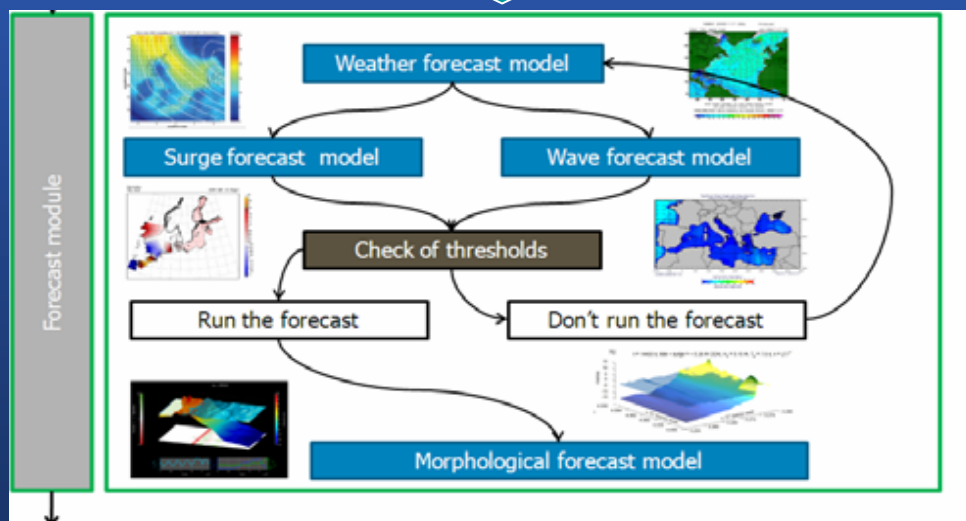 Forecast module
Weather forecast model
Surge forecast model
Wave forecast model
Check of thresholds
Run the forecast
Don't run the forecast
Morphological forecast model